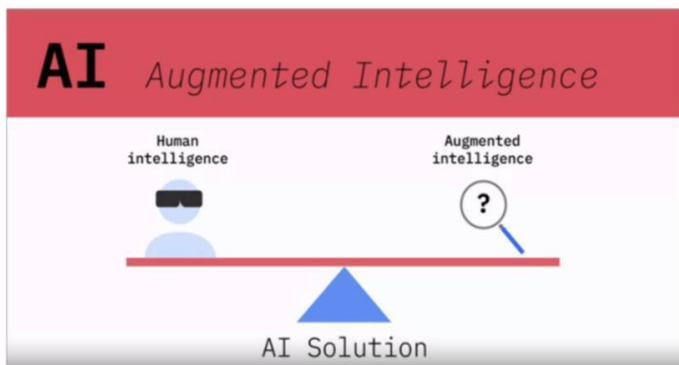 AI Augmented Intelligence
Human
intelligence
Augmented
intelligence
?
AI Solution